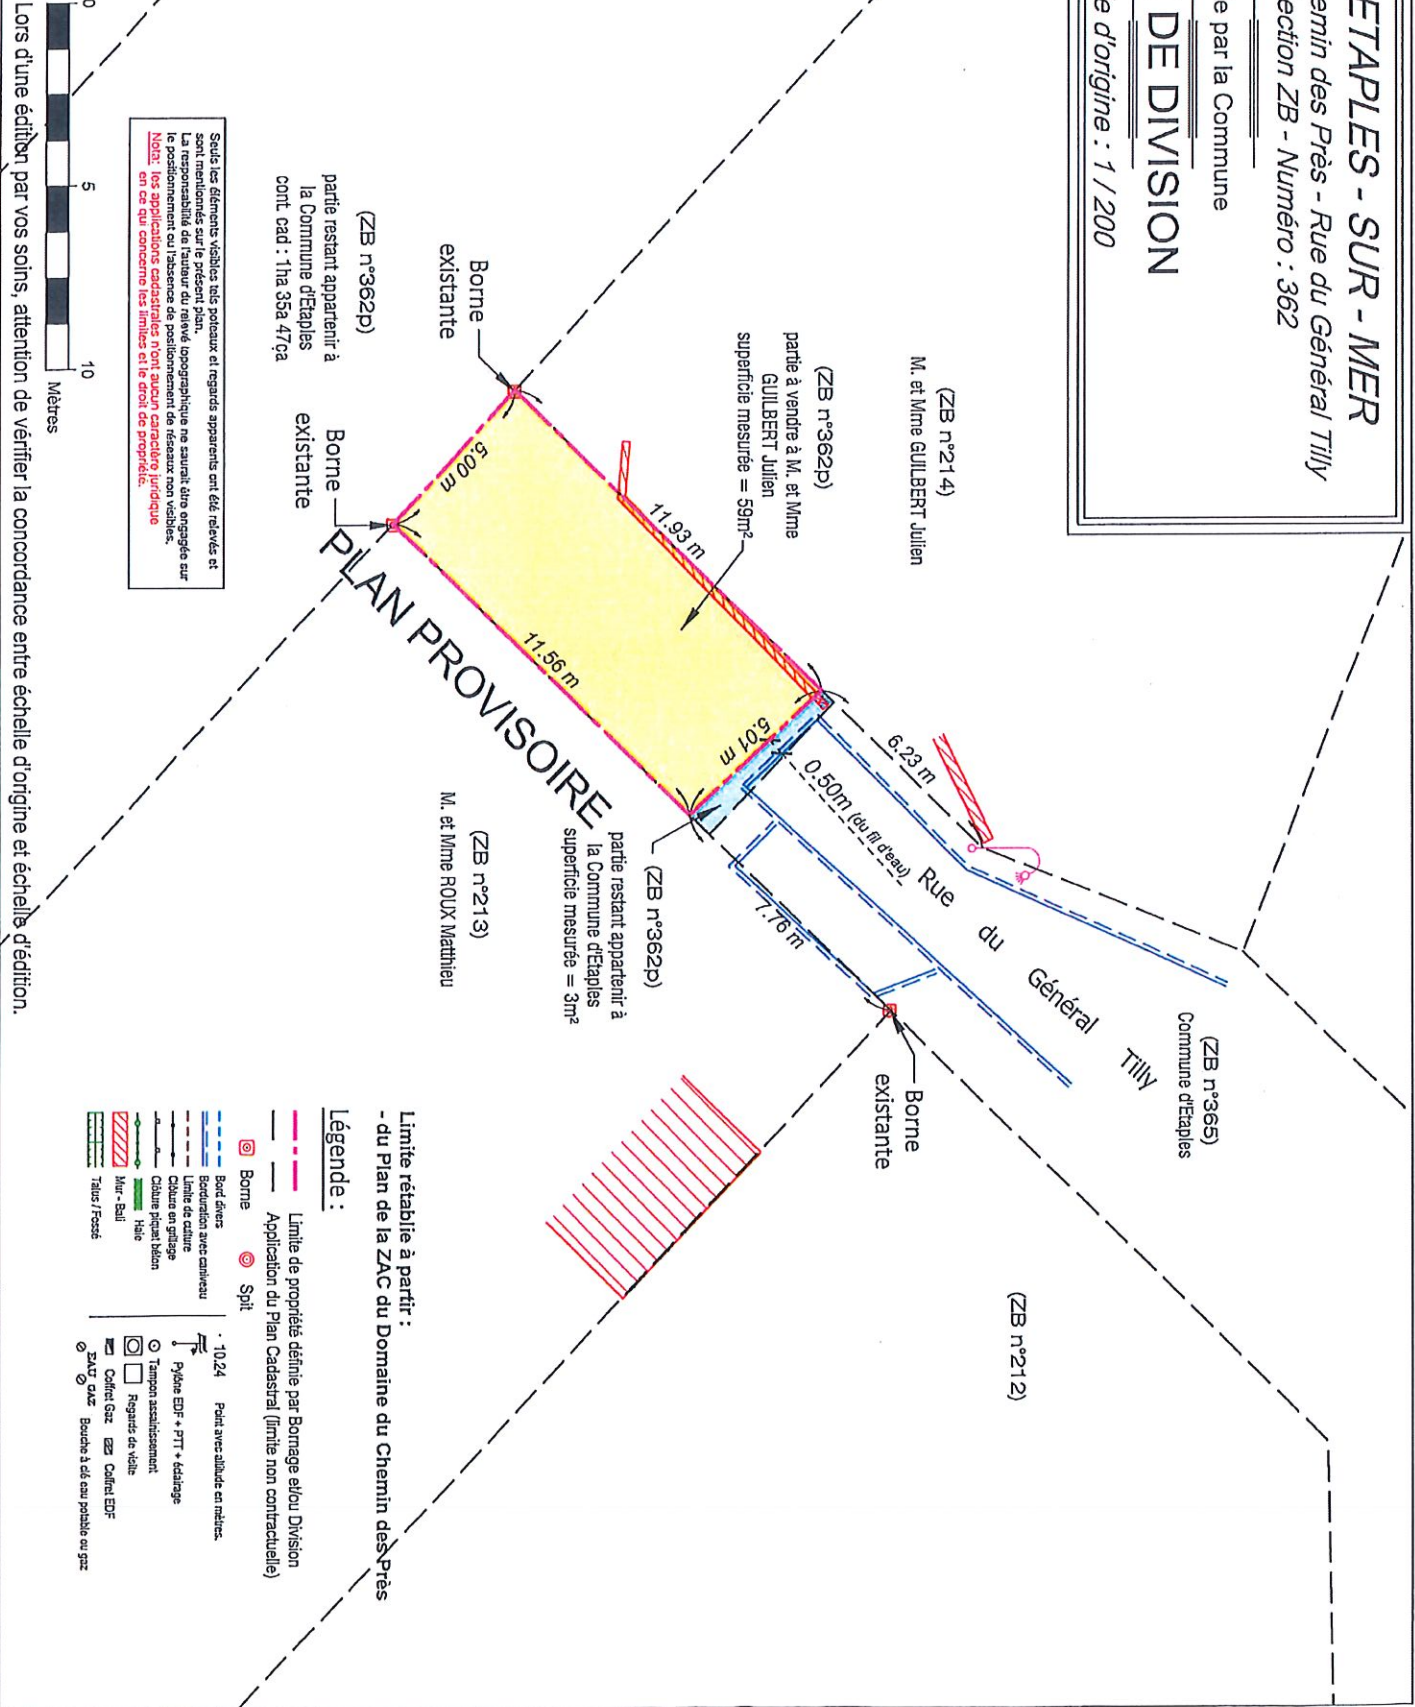 ETAPLES - SUR - MER
emin des Près - Rue du Général Tilly
ection ZB - Numéro : 362
e par la Commune
DE DIVISION
e d'origine : 1 / 200
(ZB n°214)
M. et Mme GUILBERT Julien
(ZB n°362p)
partie à vendre à M. et Mme
GUILBERT Julien
superficie mesurée = 59m²
Borne
existante
(ZB n°362p)
partie restant appartenir à
la Commune d'Etaples
cont. cad : 1ha 35a 47ça
Borne
existante
5.00 m
11.93 m
11.56 m
5.01 m
6.23 m
0.50m (du fil d'eau)
7.76 m
Rue du Général Tilly
(ZB n°365)
Commune d'Etaples
Borne
existante
(ZB n°212)
(ZB n°362p)
partie restant appartenir à
la Commune d'Etaples
superficie mesurée = 3m²
(ZB n°213)
M. et Mme ROUX Matthieu
PLAN PROVISOIRE
Limite rétablie à partir :
- du Plan de la ZAC du Domaine du Chemin des Près
Légende :
Limite de propriété définie par Bornage et/ou Division
Application du Plan Cadastral (limite non contractuelle)
Borne
Spit
Bord divers
Borduration avec caniveau
Limite de culture
Clôture en grillage
Clôture piquet béton
Haie
Mur - Bati
Talus / Fossé
10.24 Point avec altitude en mètres.
Pylône EDF + PTT + éclairage
Tampon assainissement
Regards de visite
Coffret Gaz
Coffret EDF
EAU GAZ Bouche à clé eau potable ou gaz
Seuls les éléments visibles tels poteaux et regards apparents ont été relevés et
sont mentionnés sur le présent plan.
La responsabilité de l'auteur du relevé topographique ne saurait être engagée sur
le positionnement ou l'absence de positionnement de réseaux non visibles.
Nota: les applications cadastrales n'ont aucun caractère juridique
en ce qui concerne les limites et le droit de propriété.
0 5 10
Mètres
Lors d'une édition par vos soins, attention de vérifier la concordance entre échelle d'origine et échelle d'édition.